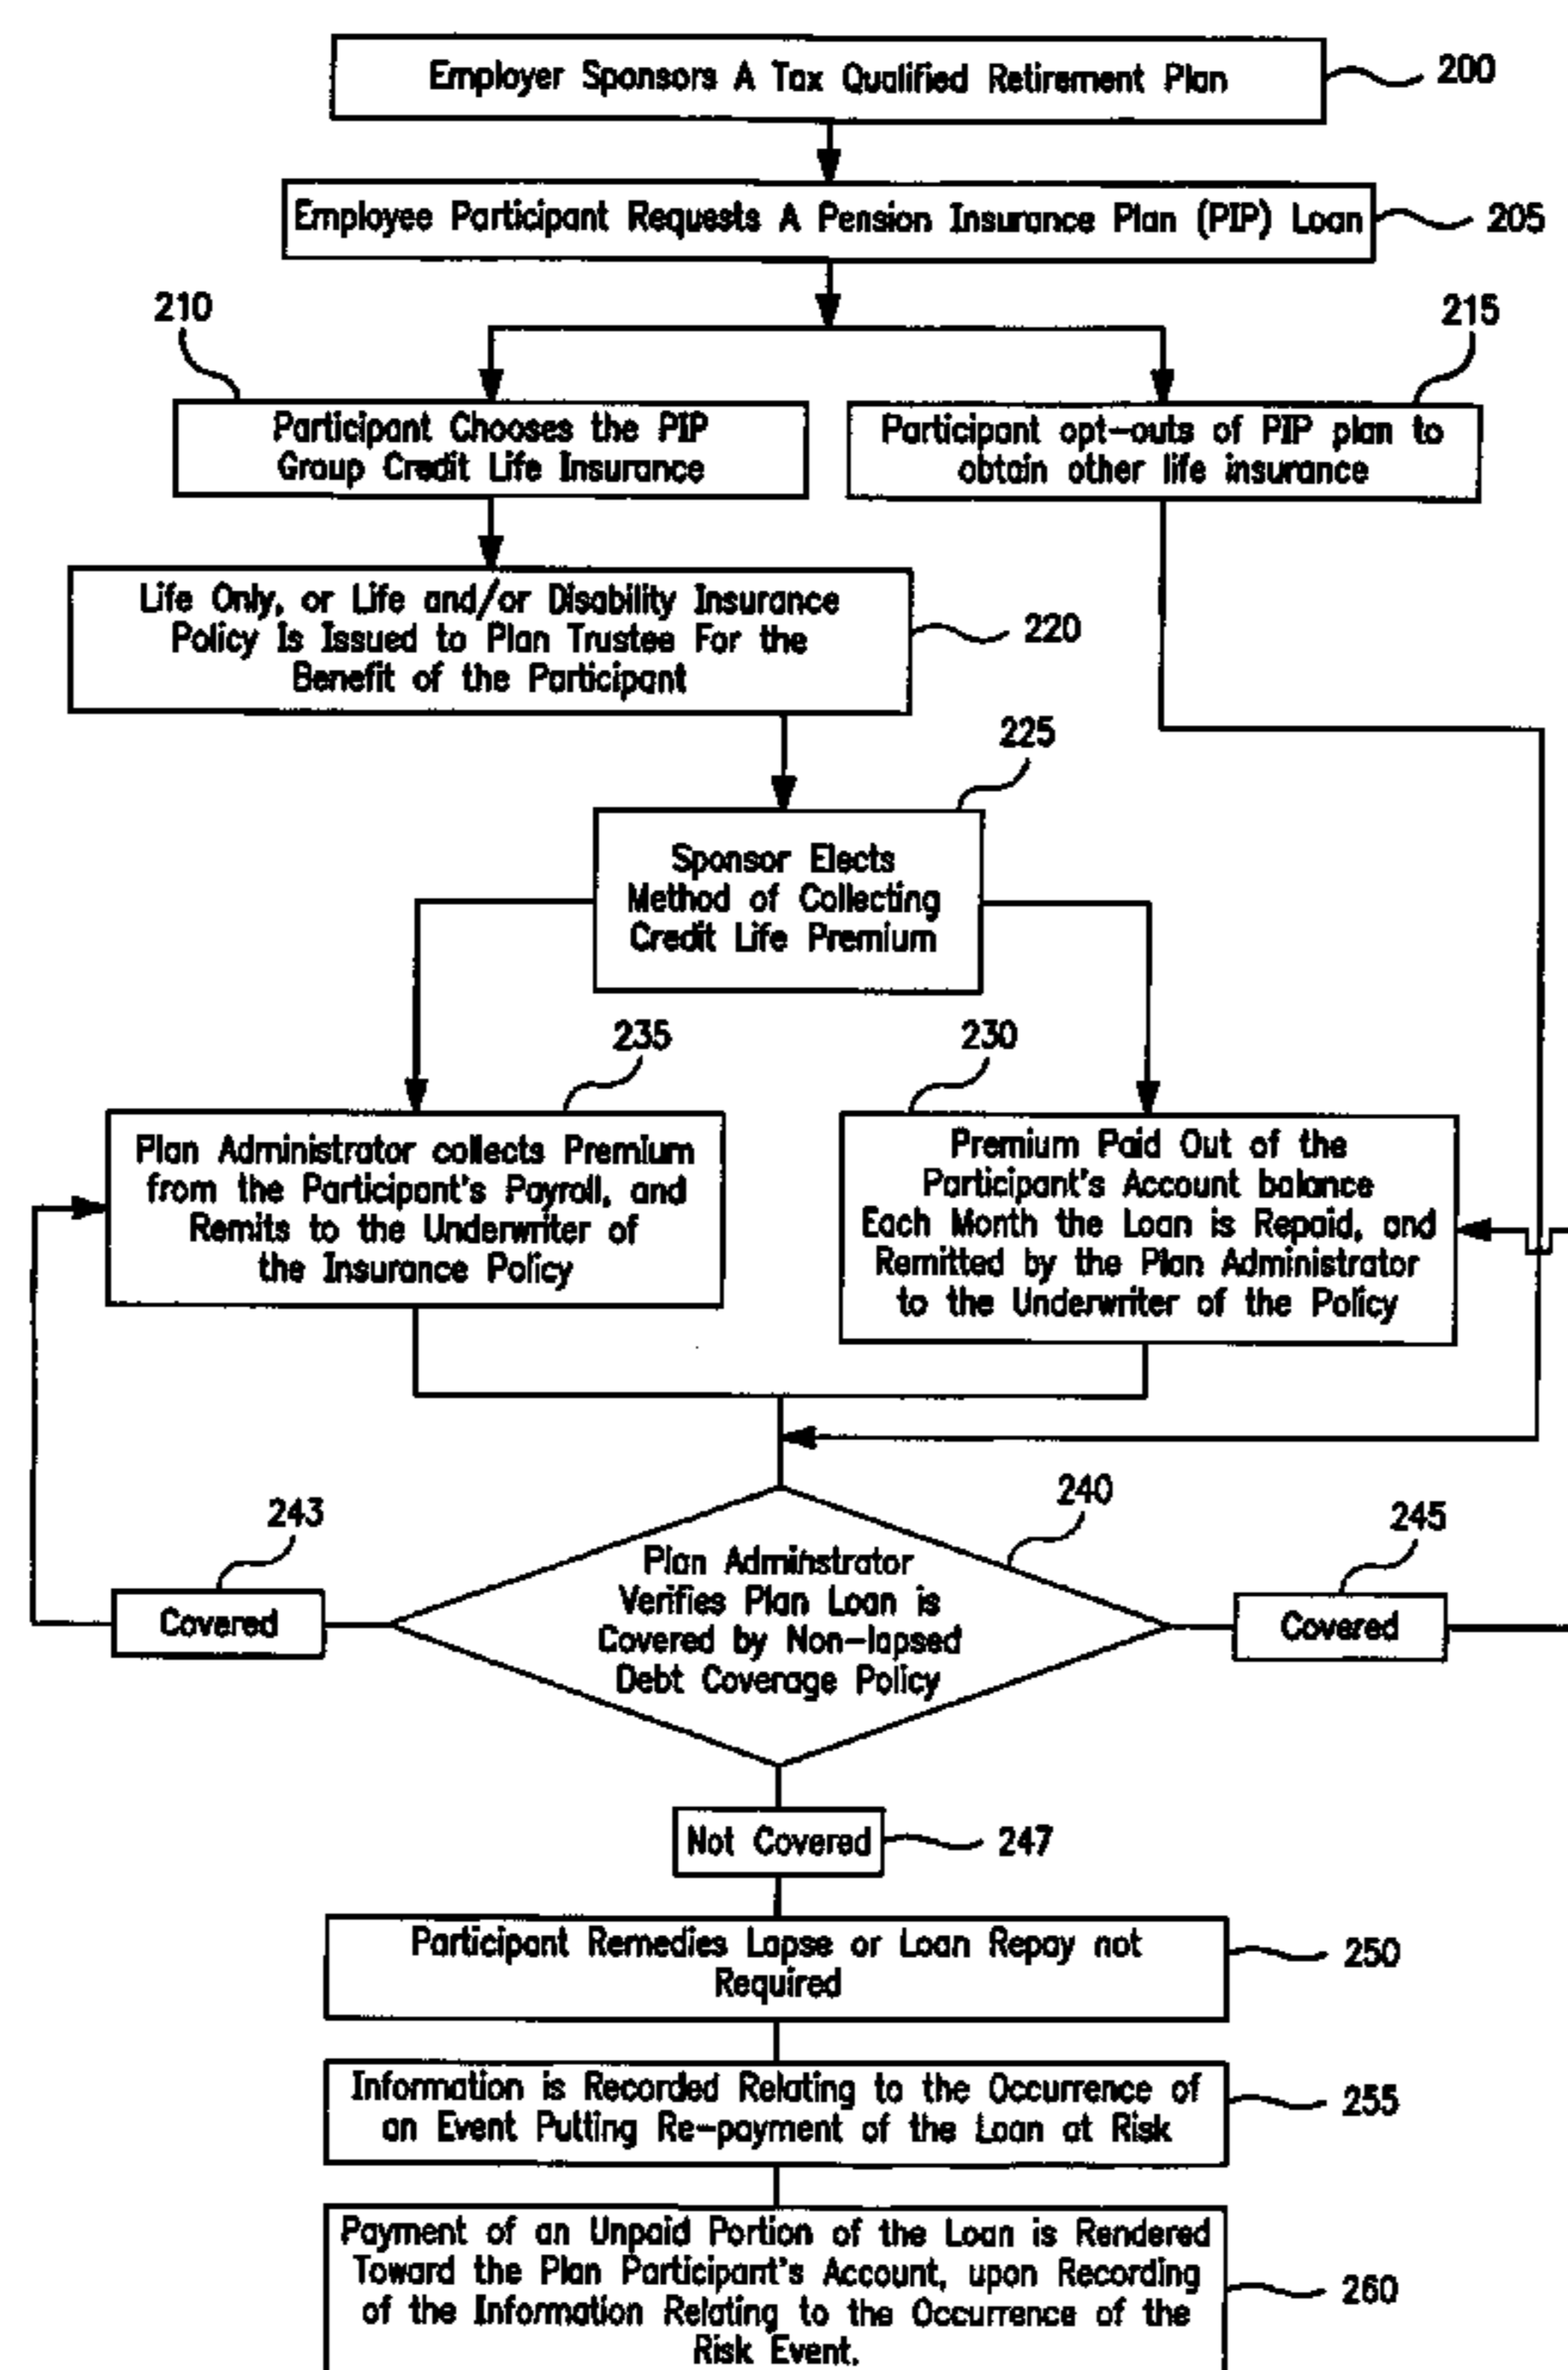 Employer Sponsors A Tax Qualified Retirement Plan
200
Employee Participant Requests A Pension Insurance Plan (PIP) Loan
205
210
215
Participant Chooses the PIP
Group Credit Life Insurance
Participant opt-outs of PIP plan to
obtain other life insurance
Life Only, or Life and/or Disability Insurance
Policy Is Issued to Plan Trustee For the
Benefit of the Participant
220
225
Sponsor Elects
Method of Collecting
Credit Life Premium
235
230
Plan Administrator collects Premium
from the Participant's Payroll, and
Remits to the Underwriter of
the Insurance Policy
Premium Paid Out of the
Participant's Account balance
Each Month the Loan is Repaid, and
Remitted by the Plan Administrator
to the Underwriter of the Policy
243
240
245
Covered
Plan Adminstrator
Verifies Plan Loan is
Covered by Non-lapsed
Debt Coverage Policy
Covered
Not Covered
247
Participant Remedies Lapse or Loan Repay not
Required
250
Information is Recorded Relating to the Occurrence of
an Event Putting Re-payment of the Loan at Risk
255
Payment of an Unpaid Portion of the Loan is Rendered
Toward the Plan Participant's Account, upon Recording
of the Information Relating to the Occurrence of the
Risk Event.
260